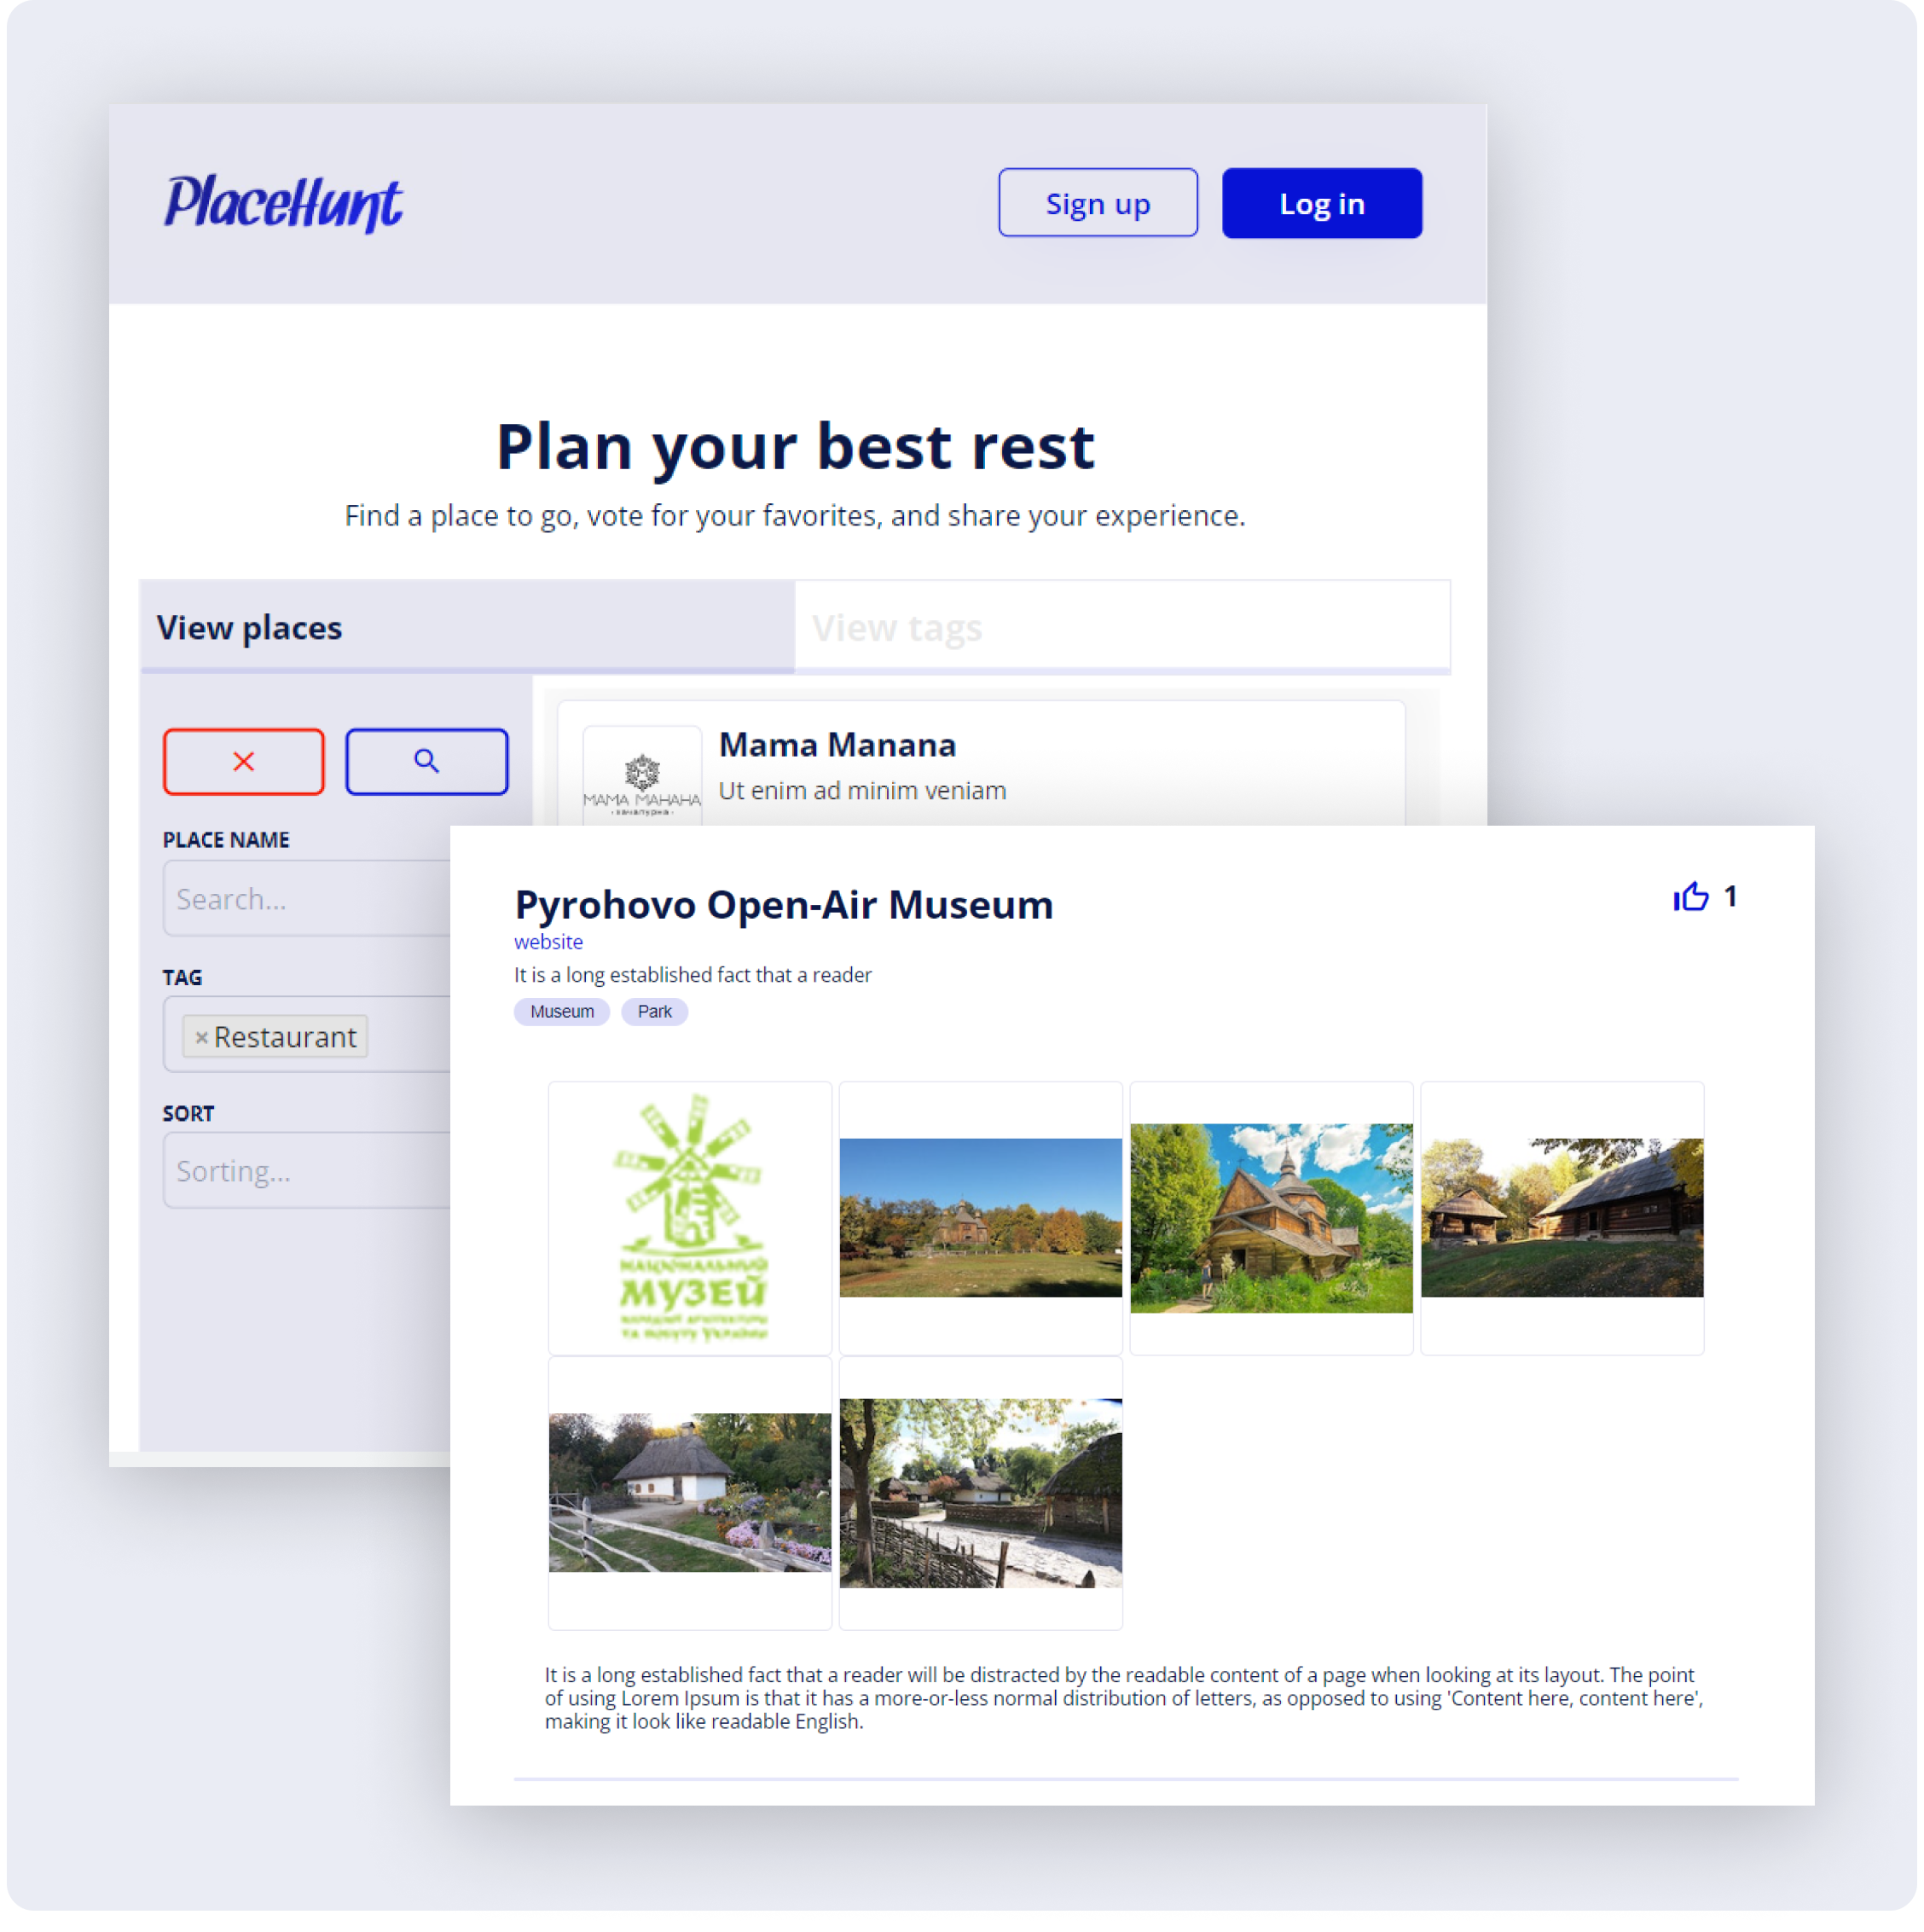 PlaceHunt
Sign up
Log in
Plan your best rest
Find a place to go, vote for your favorites, and share your experience.
View places
View tags
Mama Manana
Ut enim ad minim veniam
МАМА МАНАНА
PLACE NAME
Search...
TAG
×Restaurant
SORT
Sorting...
Pyrohovo Open-Air Museum
1
website
It is a long established fact that a reader
Museum
Park
МУЗЕЙ
It is a long established fact that a reader will be distracted by the readable content of a page when looking at its layout. The point
of using Lorem Ipsum is that it has a more-or-less normal distribution of letters, as opposed to using 'Content here, content here',
making it look like readable English.